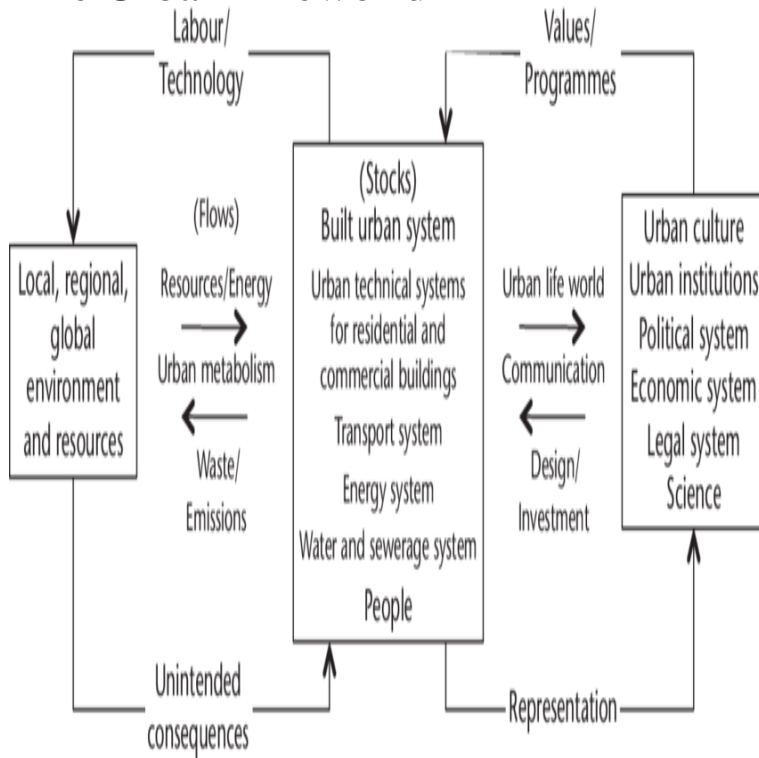 Labour/
Technology
Values/
Programmes
(Flows)
Resources/Energy
Urban metabolism
Waste/
Emissions
Local, regional,
global
environment
and resources
(Stocks)
Built urban system
Urban technical systems
for residential and
commercial buildings
Transport system
Energy system
Water and sewerage system
People
Urban life world
Communication
Design/
Investment
Urban culture
Urban institutions
Political system
Economic system
Legal system
Science
Unintended
consequences
Representation